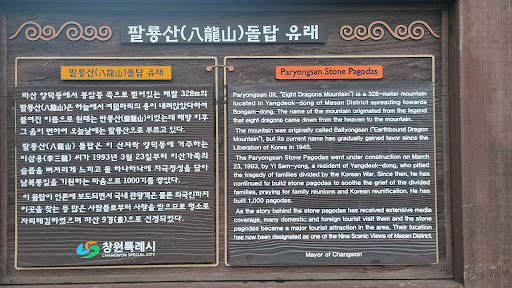 팔룡산(八龍山)돌탑 유래
팔룡산(八龍山)돌탑 유래
마산 양덕동에서 봉암동 쪽으로 뻗어있는 해발 328m의
팔룡산(八龍山)은 하늘에서 여덟마리의 용이 내려앉았다하여
붙여진 이름으로 원래는 반룡산(盤龍山)이었는데 해방 이후
그 음이 변하여 오늘날에는 팔룡산으로 부르고 있다.
팔룡산(八龍山) 돌탑은 이 산자락 양덕동에 거주하는
이삼용(李三龍) 씨가 1993년 3월 23일부터 이산가족의
슬픔을 뼈저리게 느끼고 돌 하나하나에 지극정성을 담아
남북통일을 기원하는 마음으로 1000기를 쌓았다.
이 돌탑이 언론에 보도되면서 국내 관광객은 물론 외국인까지
이곳을 찾는 등 많은 사람들로부터 사랑을 받으므로 명소로
자리매김하였으며 마산 9경(景)으로 선정되었다.
창원특례시
CHANGWON SPECIAL CITY
Paryongsan Stone Pagodas
Paryongsan (lit. "Eight Dragons Mountain") is a 328-meter mountain
located in Yangdeok-dong of Masan District spreading towards
Bongam-dong. The name of the mountain originated from the legend
that eight dragons came down from the heaven to the mountain.
The mountain was originally called Ballyongsan ("Earthbound Dragon
Mountain"), but its current name has gradually gained favor since the
Liberation of Korea in 1945.
The Paryongsan Stone Pagodas went under construction on March
23, 1993, by Yi Sam-yong, a resident of Yangdeok-dong, who pitied
the tragedy of families divided by the Korean War. Since then, he has
continued to build stone pagodas to soothe the grief of the divided
families, praying for family reunions and Korean reunification. He has
built 1,000 pagodas.
As the story behind the stone pagodas has received extensive media
coverage, many domestic and foreign tourist visit them and the stone
pagodas became a major tourist attraction in the area. Their location
has now been designated as one of the Nine Scenic Views of Masan District.
Mayor of Changwon